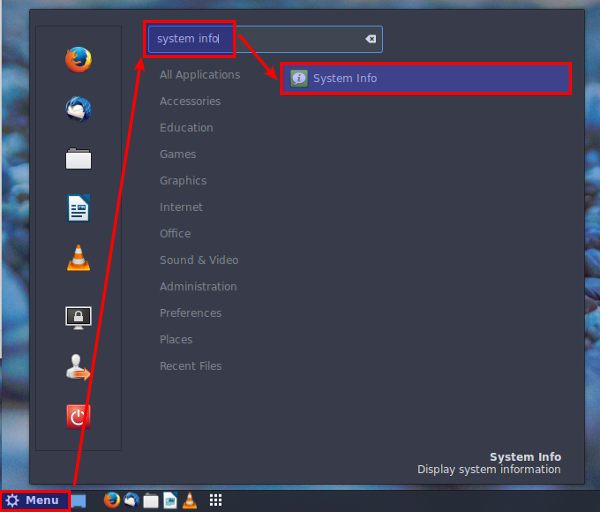 system info
All Applications
Accessories
Education
Games
Graphics
Internet
Office
Sound & Video
Administration
Preferences
Places
Recent Files
System Info
System Info
Display system information
Menu